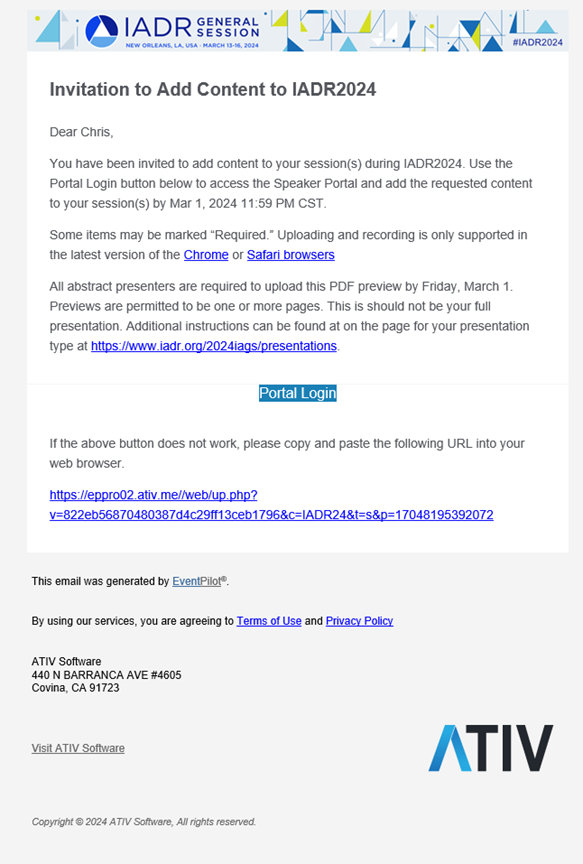 IADR GENERAL
SESSION
NEW ORLEANS, LA, USA • MARCH 13-16, 2024
#IADR2024
Invitation to Add Content to IADR2024
Dear Chris,
You have been invited to add content to your session(s) during IADR2024. Use the
Portal Login button below to access the Speaker Portal and add the requested content
to your session(s) by Mar 1, 2024 11:59 PM CST.
Some items may be marked “Required.” Uploading and recording is only supported in
the latest version of the Chrome or Safari browsers
All abstract presenters are required to upload this PDF preview by Friday, March 1.
Previews are permitted to be one or more pages. This is should not be your full
presentation. Additional instructions can be found at on the page for your presentation
type at https://www.iadr.org/2024iags/presentations.
Portal Login
If the above button does not work, please copy and paste the following URL into your
web browser.
https://eppro02.ativ.me//web/up.php?
v=822eb56870480387d4c29ff13ceb1796&c=IADR24&t=s&p=17048195392072
This email was generated by EventPilot®.
By using our services, you are agreeing to Terms of Use and Privacy Policy
ATIV Software
440 N BARRANCA AVE #4605
Covina, CA 91723
Visit ATIV Software
ATIV
Copyright © 2024 ATIV Software, All rights reserved.